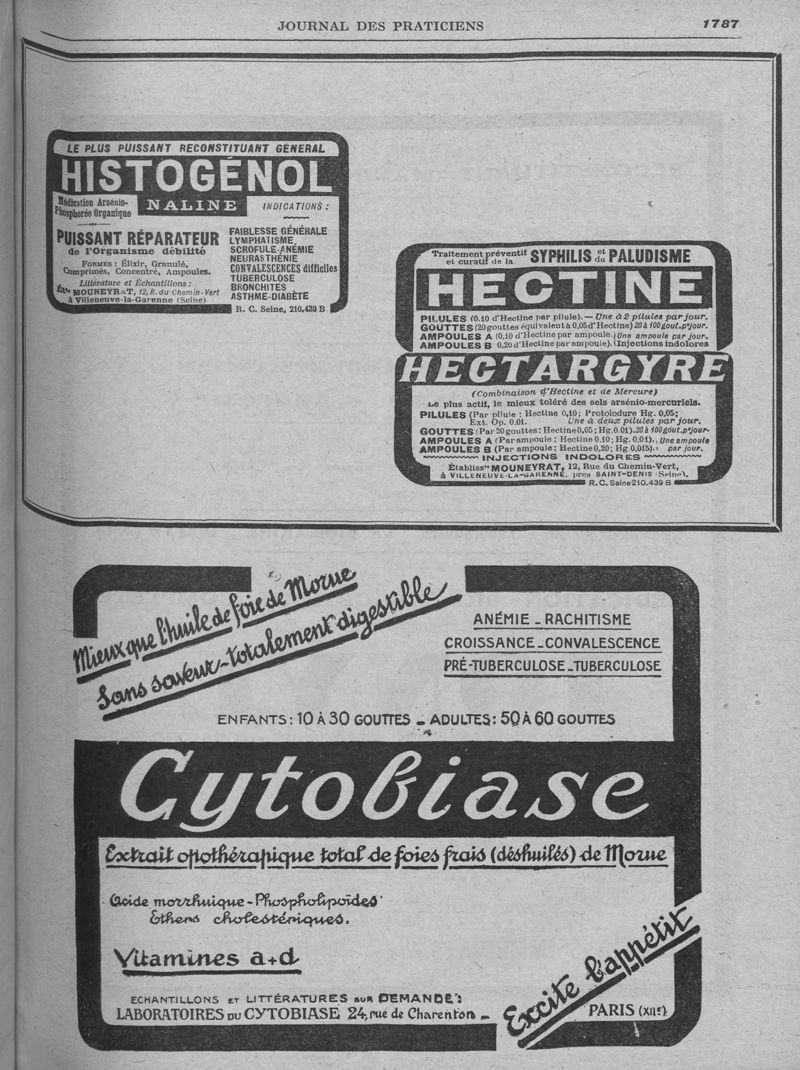 JOURNAL DES PRATICIENS
1787
LE PLUS PUISSANT RECONSTITUANT GÉNÉRAL
HISTOGÉNOL
Médication Arsénio-
Phosphorée Organique
NALINE
INDICATIONS :
PUISSANT RÉPARATEUR
de l'Organisme débilité
FORMES : Élixir, Granulé,
Comprimés, Concentré, Ampoules.
Littérature et Échantillons :
Étts MOUNEYRAT, 12, R. du Chemin-Vert
à Villeneuve-la-Garenne (Seine)
FAIBLESSE GÉNÉRALE
LYMPHATISME
SCROFULE-ANÉMIE
NEURASTHÉNIE
CONVALESCENCES difficiles
TUBERCULOSE
BRONCHITES
ASTHME-DIABÈTE
R. C. Seine, 210.439 B
Traitement préventif
et curatif de la
SYPHILIS et du PALUDISME
HECTINE
PILULES (0.10 d'Hectine par pilule). — Une à 2 pilules par jour.
GOUTTES (20 gouttes équivalent à 0,05 d'Hectine) 20 à 100 gout. p' jour.
AMPOULES A (0,10 d'Hectine par ampoule.) Une ampoule par jour.
AMPOULES B 0,20 d'Hectine par ampoule). Injections indolores
HECTARGYRE
(Combinaison d'Hectine et de Mercure)
Le plus actif, le mieux toléré des sels arsénio-mercuriels.
PILULES (Par pilule : Hectine 0,10; Protoiodure Hg. 0,05;
Ext. Op. 0.01. Une à deux pilules par jour.
GOUTTES (Par 20 gouttes : Hectine 0,05 ; Hg. 0.01). 20 à 100 gout. p' jour.
AMPOULES A (Par ampoule : Hectine 0.10; Hg. 0,01). Une ampoule
AMPOULES B (Par ampoule : Hectine 0,20; Hg 0,015). par jour.
INJECTIONS INDOLORES
Établissts MOUNEYRAT, 12, Rue du Chemin-Vert,
à VILLENEUVE-LA-GARENNE, près SAINT-DENIS (Seine).
R. C. Seine 210.439 B
Mieux que l'huile de foie de Morue
Sans saveur - totalement digestible
ANÉMIE - RACHITISME
CROISSANCE - CONVALESCENCE
PRÉ-TUBERCULOSE - TUBERCULOSE
ENFANTS : 10 À 30 GOUTTES - ADULTES : 50 À 60 GOUTTES
Cytobiase
Extrait opothérapique total de foies frais (déshuilés) de Morue
Acide morrhuique - Phospholipoïdes
Ethers cholestériques.
Vitamines a+d
Excite l'appétit
ECHANTILLONS ET LITTÉRATURES SUR DEMANDE :
LABORATOIRES DU CYTOBIASE 24, rue de Charenton - PARIS (XIIe)